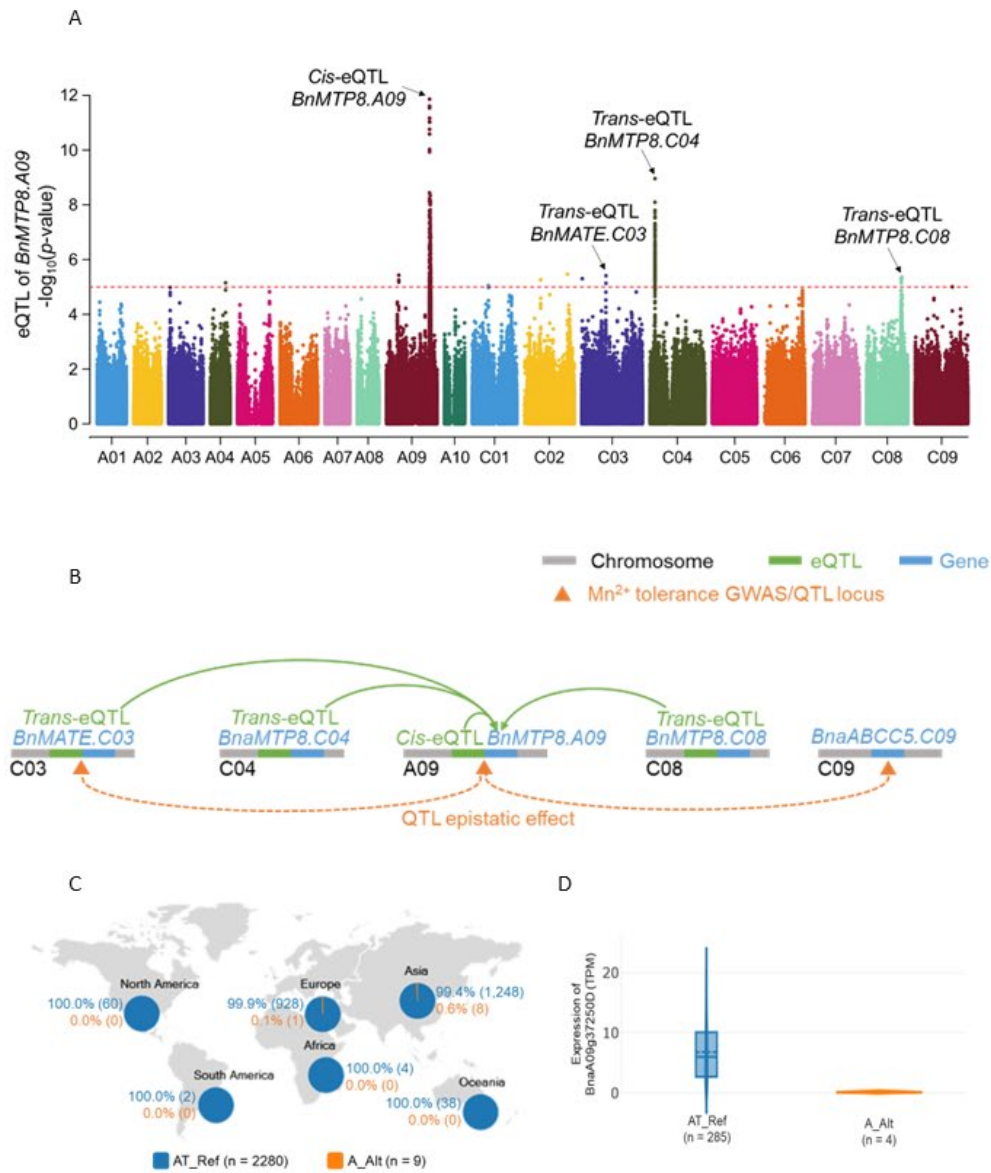 A
Cis-eQTL
BnMTP8.A09
Trans-eQTL
BnMTP8.C04
Trans-eQTL
BnMATE.C03
Trans-eQTL
BnMTP8.C08
eQTL of BnMTP8.A09
-log10(p-value)
12
10
8
6
4
2
0
A01 A02 A03 A04 A05 A06 A07 A08 A09 A10 C01 C02 C03 C04 C05 C06 C07 C08 C09
B
Chromosome eQTL Gene
Mn2+ tolerance GWAS/QTL locus
Trans-eQTL Trans-eQTL Trans-eQTL
BnMATE.C03 BnaMTP8.C04 Cis-eQTL BnMTP8.A09 BnMTP8.C08 BnaABCC5.C09
C03 C04 A09 C08 C09
QTL epistatic effect
C
North America
100.0% (60)
0.0% (0)
Europe
99.9% (928)
0.1% (1)
Asia
99.4% (1,248)
0.6% (8)
Africa
100.0% (4)
0.0% (0)
South America
100.0% (2)
0.0% (0)
Oceania
100.0% (38)
0.0% (0)
AT_Ref (n = 2280) A_Alt (n = 9)
D
Expression of
BnaA09g37250D (TPM)
20
10
0
AT_Ref
(n = 285)
A_Alt
(n = 4)